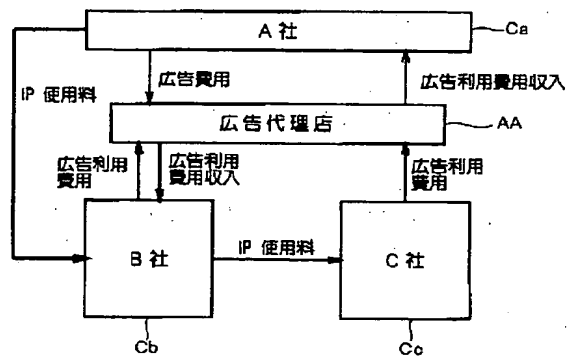 A 社
Ca
IP 使用料
広告費用
広告利用費用収入
広告代理店
AA
広告利用
費用
広告利用
費用収入
広告利用
費用
B 社
IP 使用料
C 社
Cb
Cc